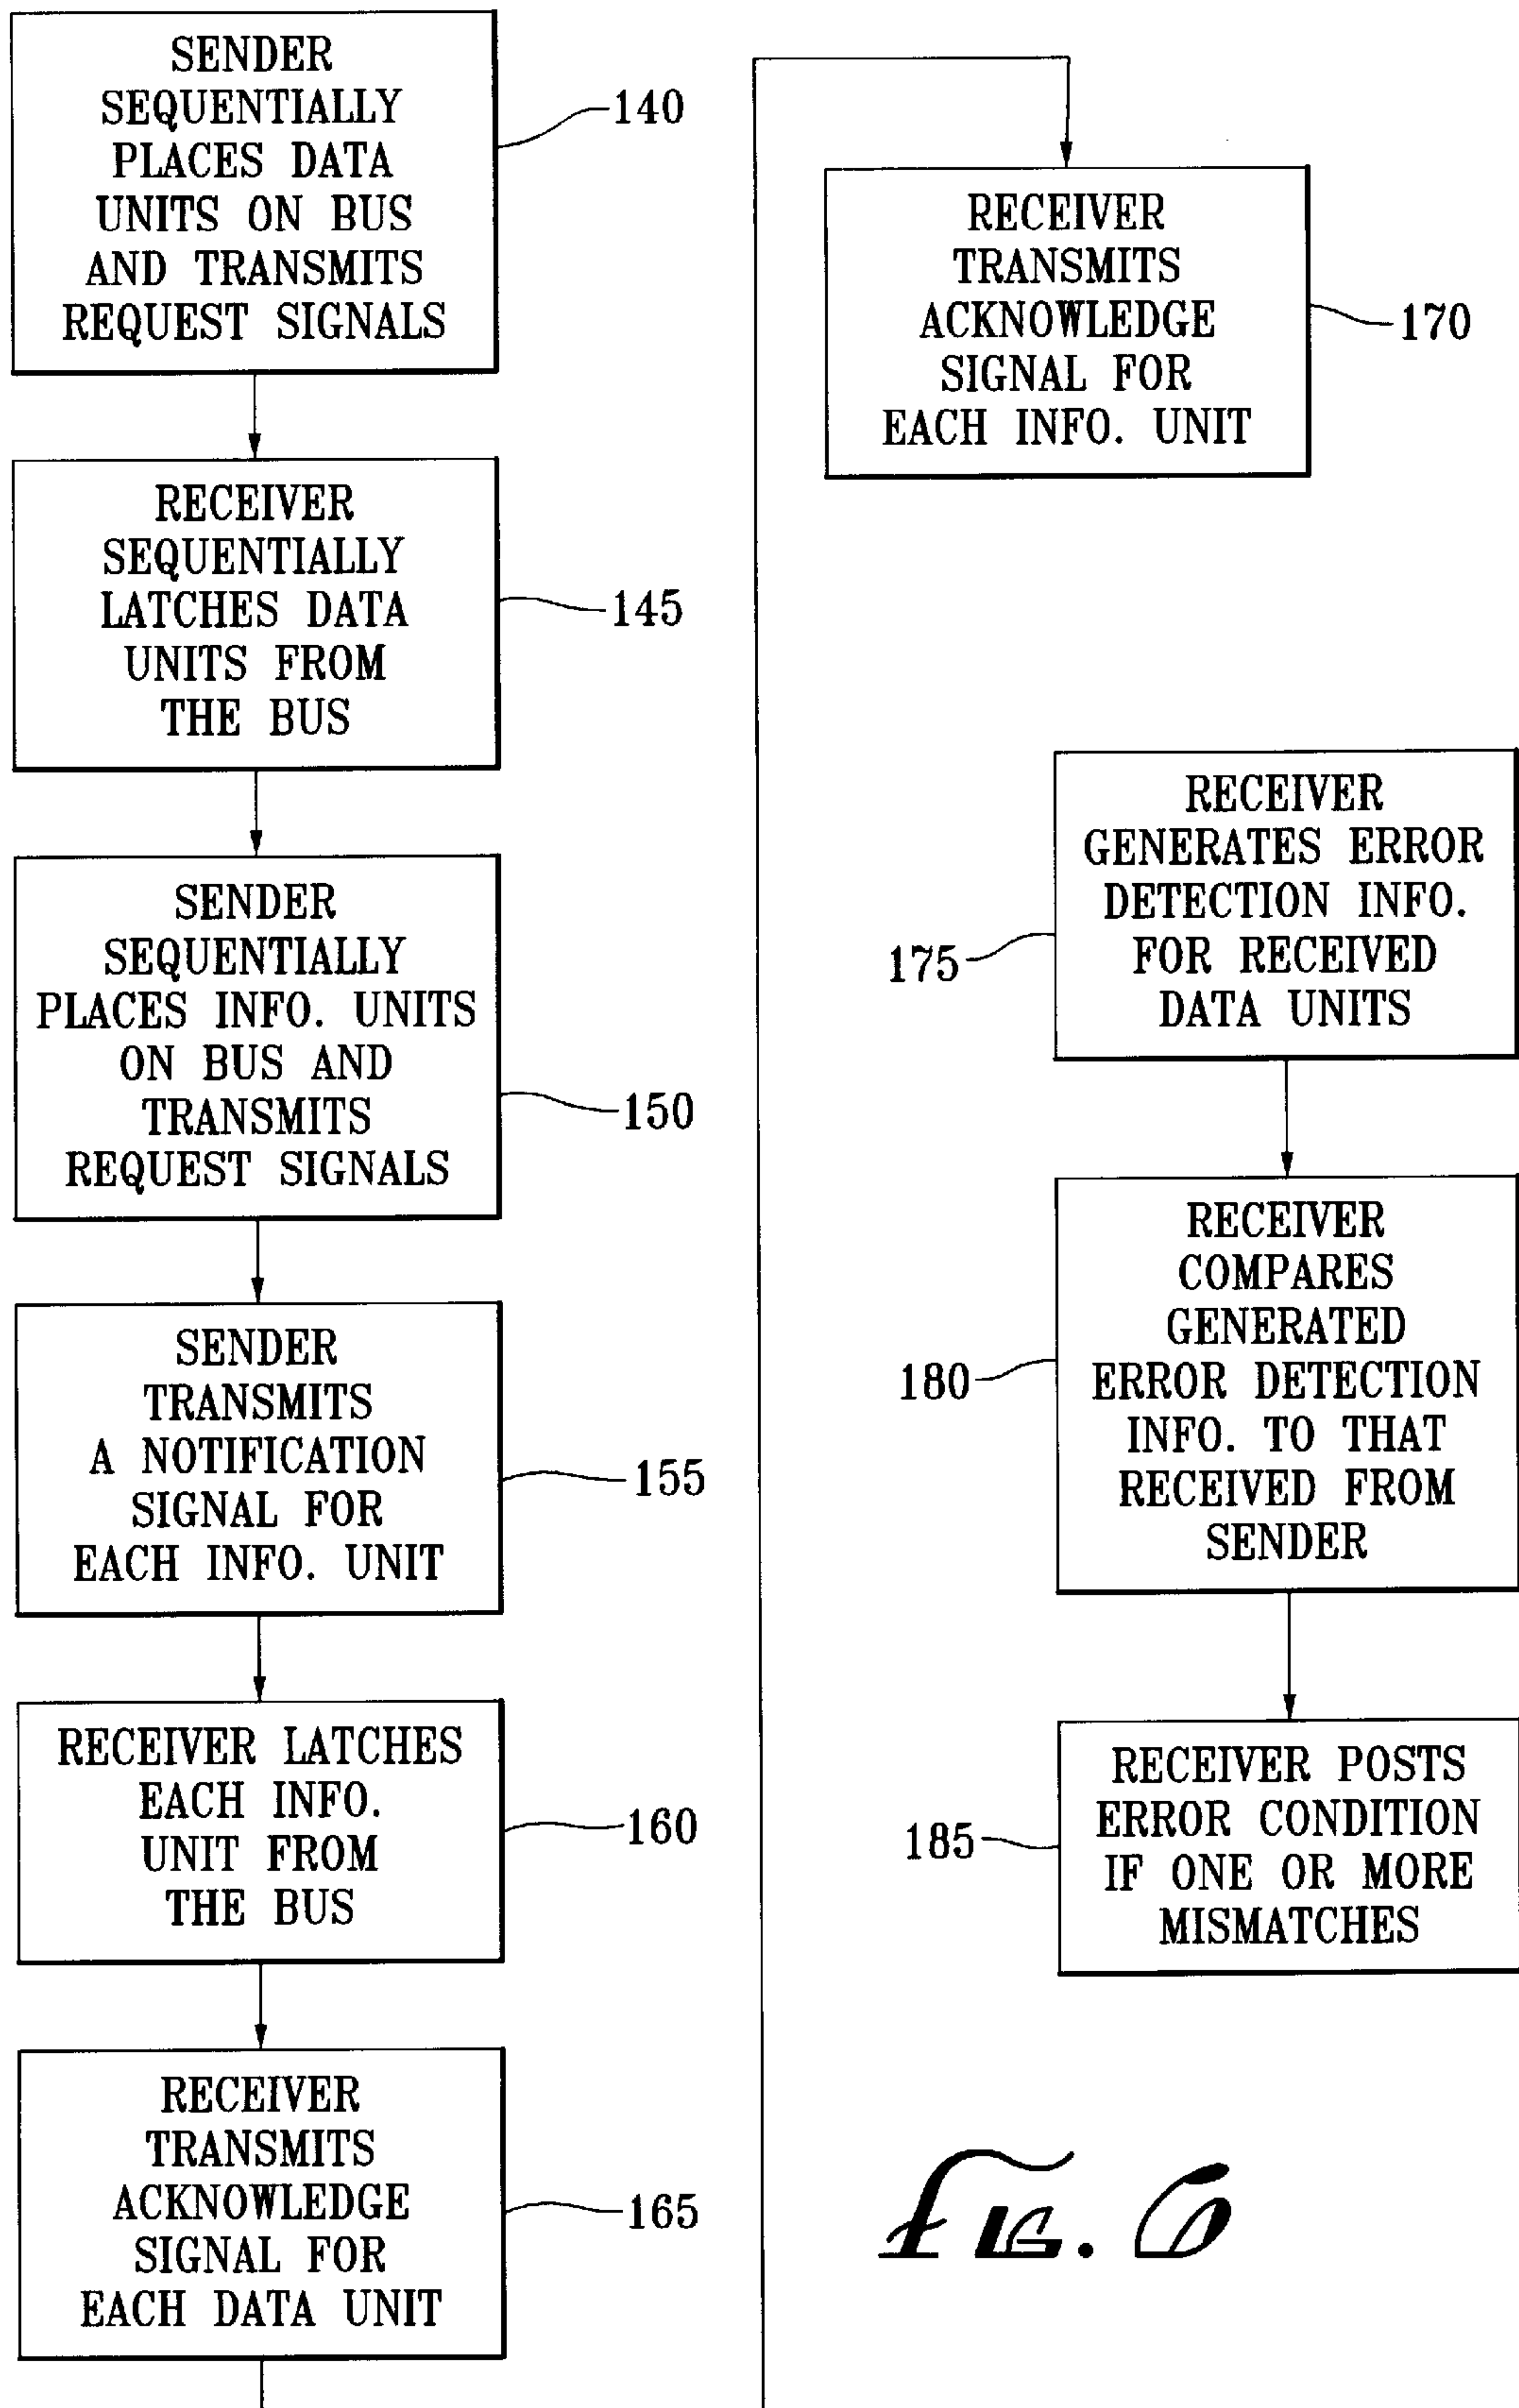 SENDER
SEQUENTIALLY
PLACES DATA
UNITS ON BUS
AND TRANSMITS
REQUEST SIGNALS
140
RECEIVER
SEQUENTIALLY
LATCHES DATA
UNITS FROM
THE BUS
145
SENDER
SEQUENTIALLY
PLACES INFO. UNITS
ON BUS AND
TRANSMITS
REQUEST SIGNALS
150
SENDER
TRANSMITS
A NOTIFICATION
SIGNAL FOR
EACH INFO. UNIT
155
RECEIVER LATCHES
EACH INFO.
UNIT FROM
THE BUS
160
RECEIVER
TRANSMITS
ACKNOWLEDGE
SIGNAL FOR
EACH DATA UNIT
165
RECEIVER
TRANSMITS
ACKNOWLEDGE
SIGNAL FOR
EACH INFO. UNIT
170
RECEIVER
GENERATES ERROR
DETECTION INFO.
FOR RECEIVED
DATA UNITS
175
RECEIVER
COMPARES
GENERATED
ERROR DETECTION
INFO. TO THAT
RECEIVED FROM
SENDER
180
RECEIVER POSTS
ERROR CONDITION
IF ONE OR MORE
MISMATCHES
185
FIG. 6